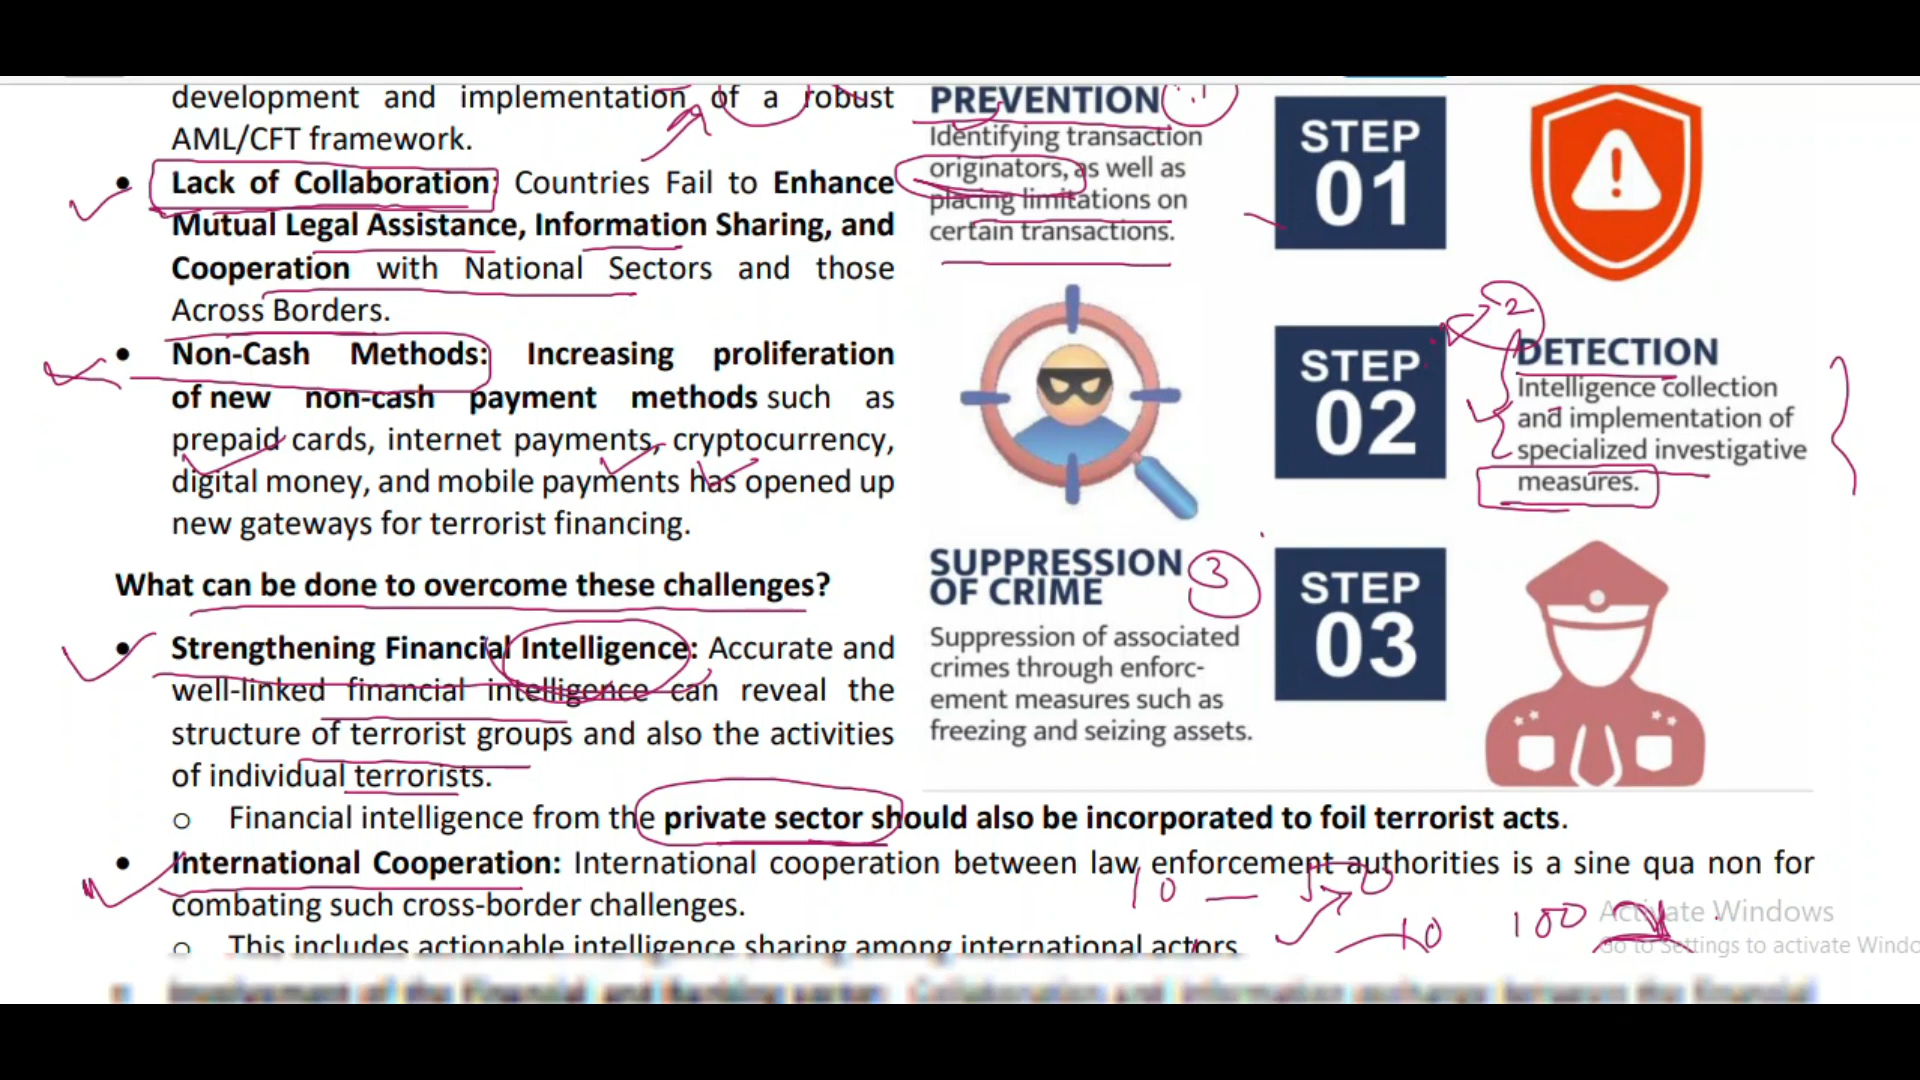 development and implementation of a robust
AML/CFT framework.
• Lack of Collaboration: Countries Fail to Enhance
Mutual Legal Assistance, Information Sharing, and
Cooperation with National Sectors and those
Across Borders.
• Non-Cash Methods: Increasing proliferation
of new non-cash payment methods such as
prepaid cards, internet payments, cryptocurrency,
digital money, and mobile payments has opened up
new gateways for terrorist financing.
What can be done to overcome these challenges?
• Strengthening Financial Intelligence: Accurate and
well-linked financial intelligence can reveal the
structure of terrorist groups and also the activities
of individual terrorists.
PREVENTION
Identifying transaction
originators, as well as
placing limitations on
certain transactions.
STEP
01
STEP
02
2
DETECTION
Intelligence collection
and implementation of
specialized investigative
measures.
SUPPRESSION
OF CRIME
3
Suppression of associated
crimes through enforc-
ement measures such as
freezing and seizing assets.
STEP
03
o Financial intelligence from the private sector should also be incorporated to foil terrorist acts.
• International Cooperation: International cooperation between law enforcement authorities is a sine qua non for
combating such cross-border challenges.
10 —
10
100
o This includes actionable intelligence sharing among international actors.
Activate Windows
Go to Settings to activate Windo